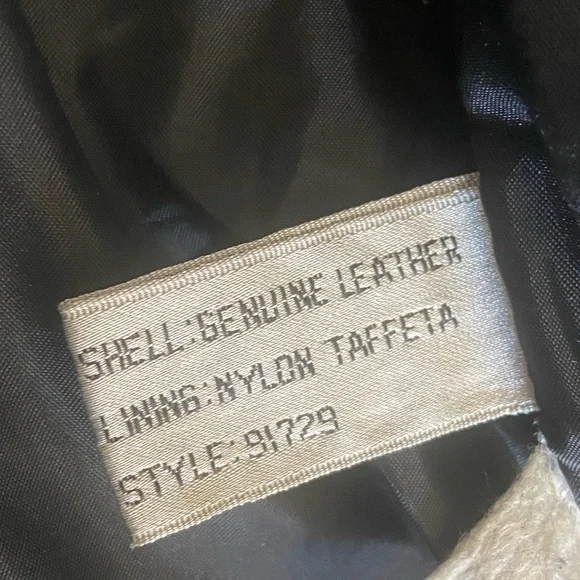 SHELL:GENUINE LEATHER
LINING:NYLON TAFFETA
STYLE:91729